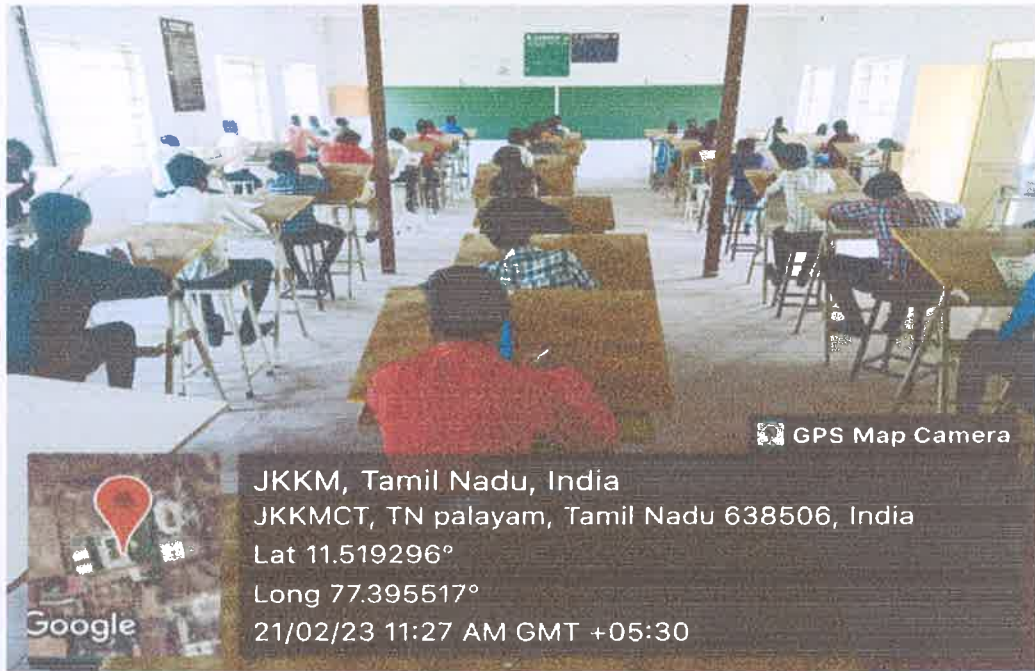 GPS Map Camera
JKKM, Tamil Nadu, India
JKKMCT, TN palayam, Tamil Nadu 638506, India
Lat 11.519296°
Long 77.395517°
21/02/23 11:27 AM GMT +05:30
Google